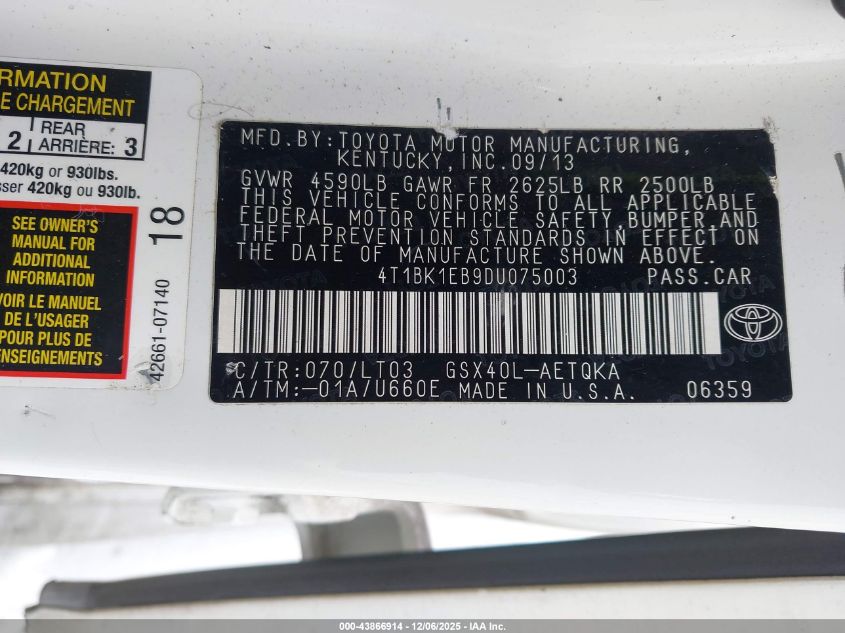 RMATION
E CHARGEMENT
2 REAR ARRIÈRE: 3
420kg or 930lbs.
sser 420kg ou 930lb.
SEE OWNER'S
MANUAL FOR
ADDITIONAL
INFORMATION
VOIR LE MANUEL
DE L'USAGER
POUR PLUS DE
ENSEIGNEMENTS
42661-07140
18
MFD.BY:TOYOTA MOTOR MANUFACTURING,
KENTUCKY, INC.09/13
GVWR 4590LB GAWR FR 2625LB RR 2500LB
THIS VEHICLE CONFORMS TO ALL APPLICABLE
FEDERAL MOTOR VEHICLE SAFETY,BUMPER,AND
THEFT PREVENTION STANDARDS IN EFFECT ON
THE DATE OF MANUFACTURE SHOWN ABOVE.
4T1BK1EB9DU075003 PASS.CAR
C/TR:070/LT03 GSX40L-AETQKA
A/TM:-01A/U660E MADE IN U.S.A. 06359
000-43866914 - 12/06/2025 - IAA Inc.